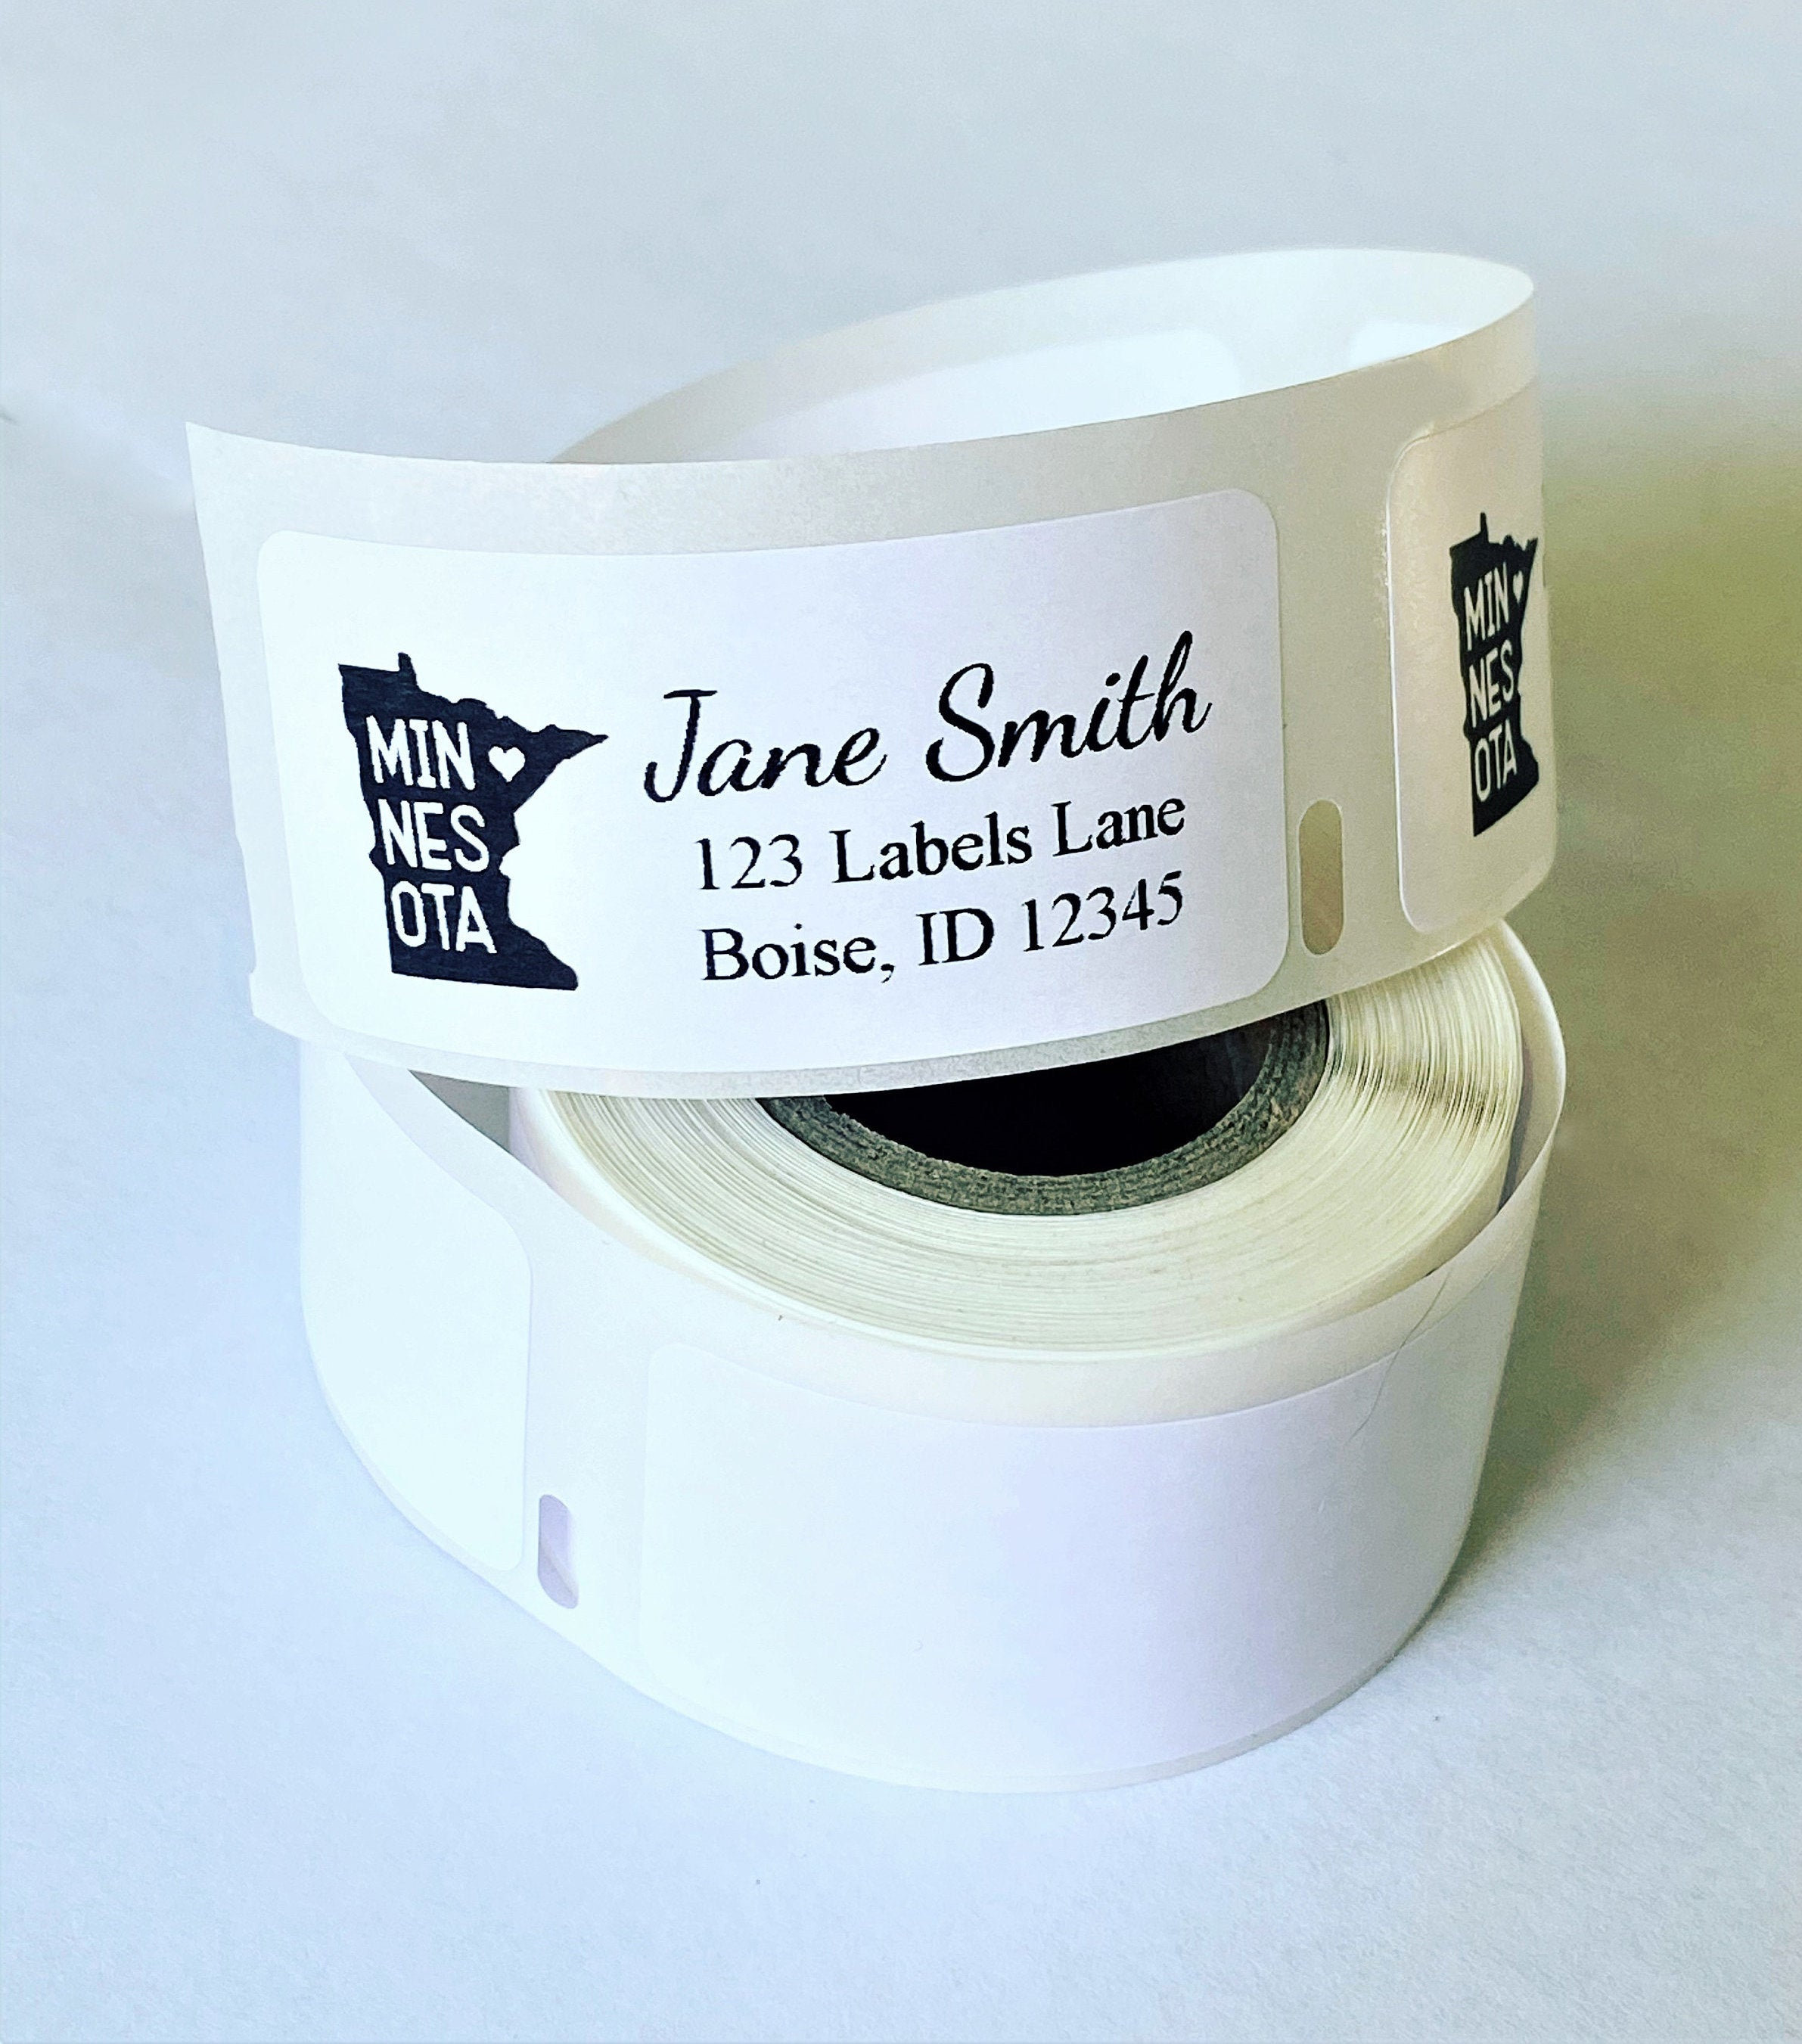 MIN
NES
OTA
Jane Smith
123 Labels Lane
Boise, ID 12345
MIN
NES
OTA